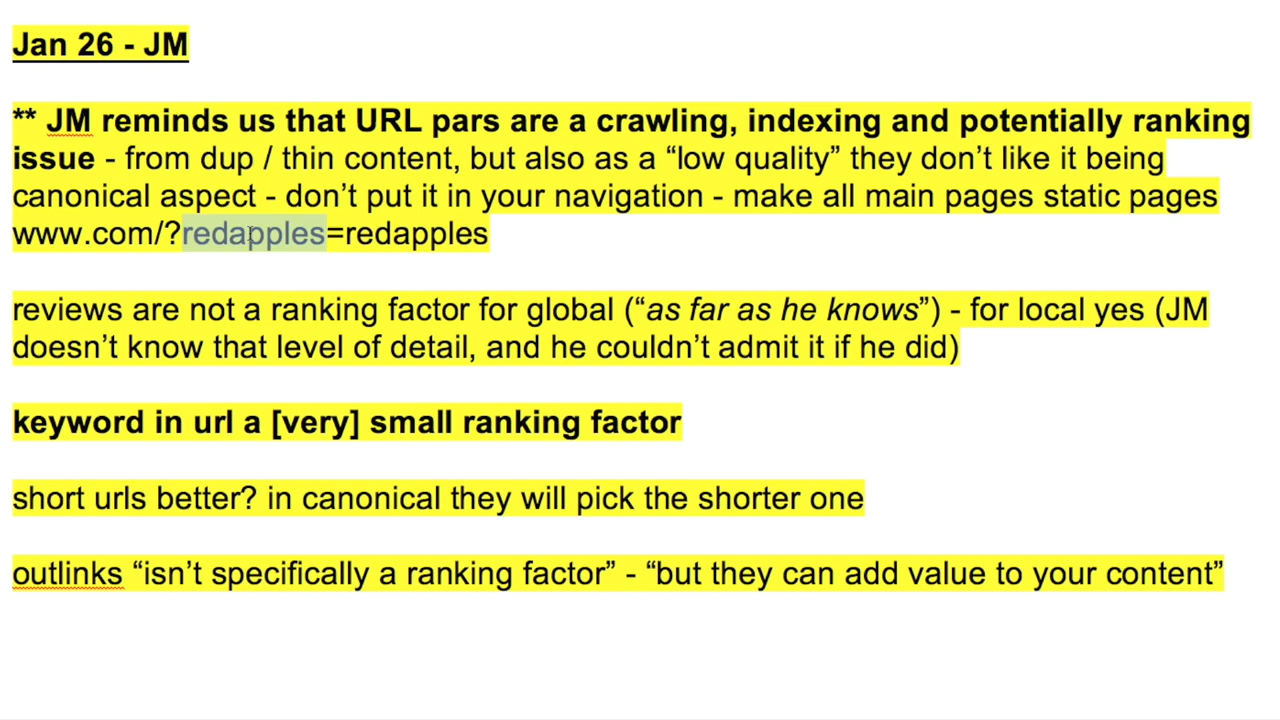 Jan 26 - JM
** JM reminds us that URL pars are a crawling, indexing and potentially ranking
issue - from dup / thin content, but also as a “low quality” they don’t like it being
canonical aspect - don’t put it in your navigation - make all main pages static pages
www.com/?redapples=redapples
reviews are not a ranking factor for global (“as far as he knows”) - for local yes (JM
doesn’t know that level of detail, and he couldn’t admit it if he did)
keyword in url a [very] small ranking factor
short urls better? in canonical they will pick the shorter one
outlinks “isn’t specifically a ranking factor” - “but they can add value to your content”